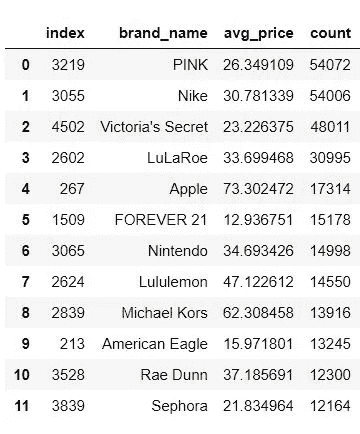 index brand_name avg_price count
0 3219 PINK 26.349109 54072
1 3055 Nike 30.781339 54006
2 4502 Victoria's Secret 23.226375 48011
3 2602 LuLaRoe 33.699468 30995
4 267 Apple 73.302472 17314
5 1509 FOREVER 21 12.936751 15178
6 3065 Nintendo 34.693426 14998
7 2624 Lululemon 47.122612 14550
8 2839 Michael Kors 62.308458 13916
9 213 American Eagle 15.971801 13245
10 3528 Rae Dunn 37.185691 12300
11 3839 Sephora 21.834964 12164